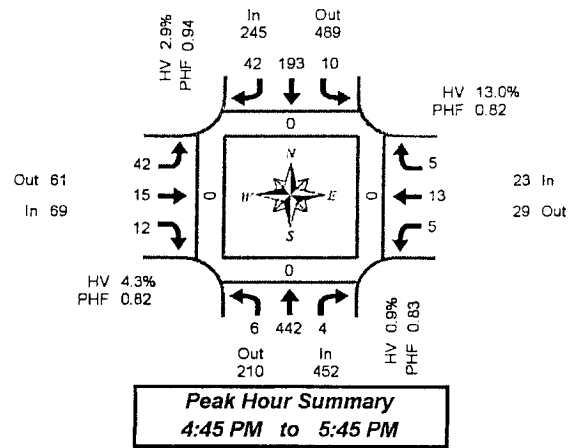 In Out
245 489
HV 2.9%
PHF 0.94
42 193 10
HV 13.0%
PHF 0.82
0
42
15
12
Out 61
In 69
0
N
W E
S
0
5
13
5
23 In
29 Out
0
HV 4.3%
PHF 0.82
6 442 4
Out In
210 452
HV 0.9%
PHF 0.83
Peak Hour Summary
4:45 PM to 5:45 PM